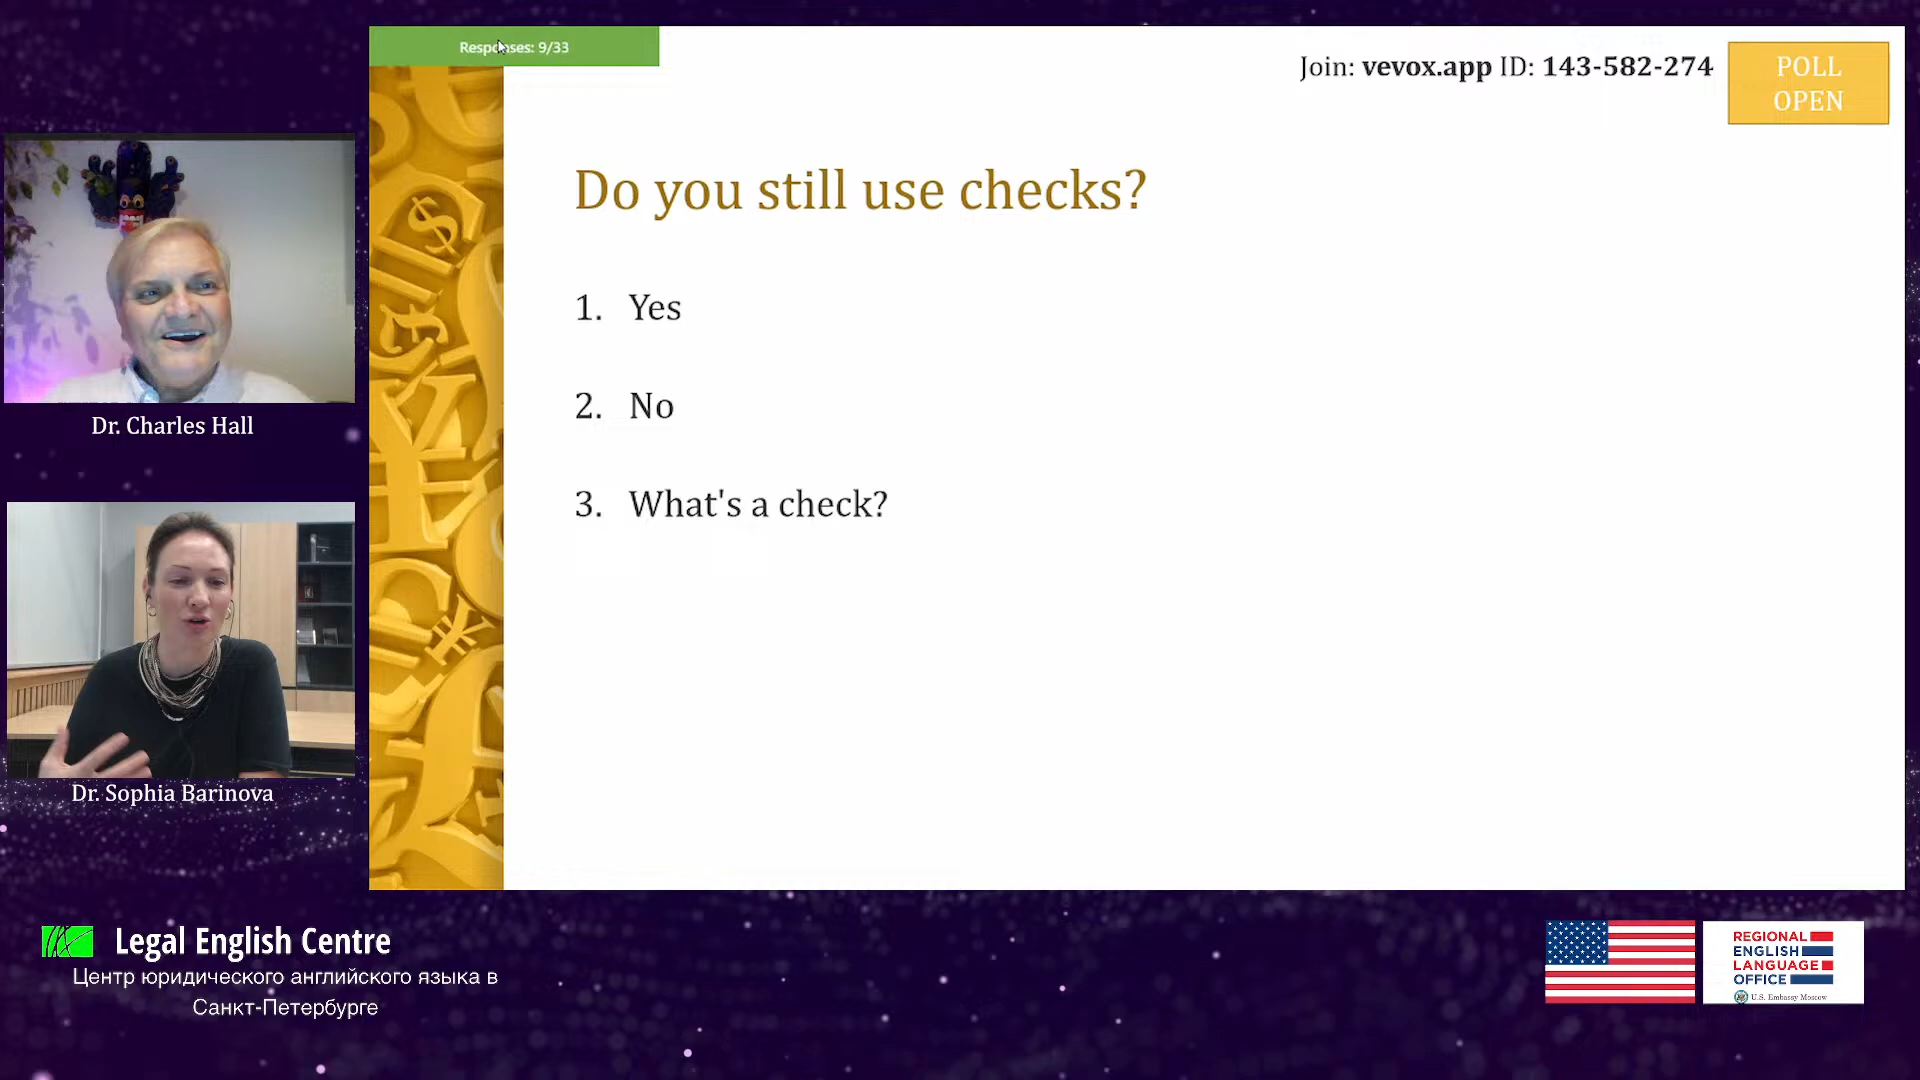 Responses: 9/33
Join: vevox.app ID: 143-582-274
POLL
OPEN
Do you still use checks?
1. Yes
2. No
3. What's a check?
Dr. Charles Hall
Dr. Sophia Barinova
Legal English Centre
Центр юридического английского языка в
Санкт-Петербурге
REGIONAL
ENGLISH
LANGUAGE
OFFICE
U.S. Embassy Moscow